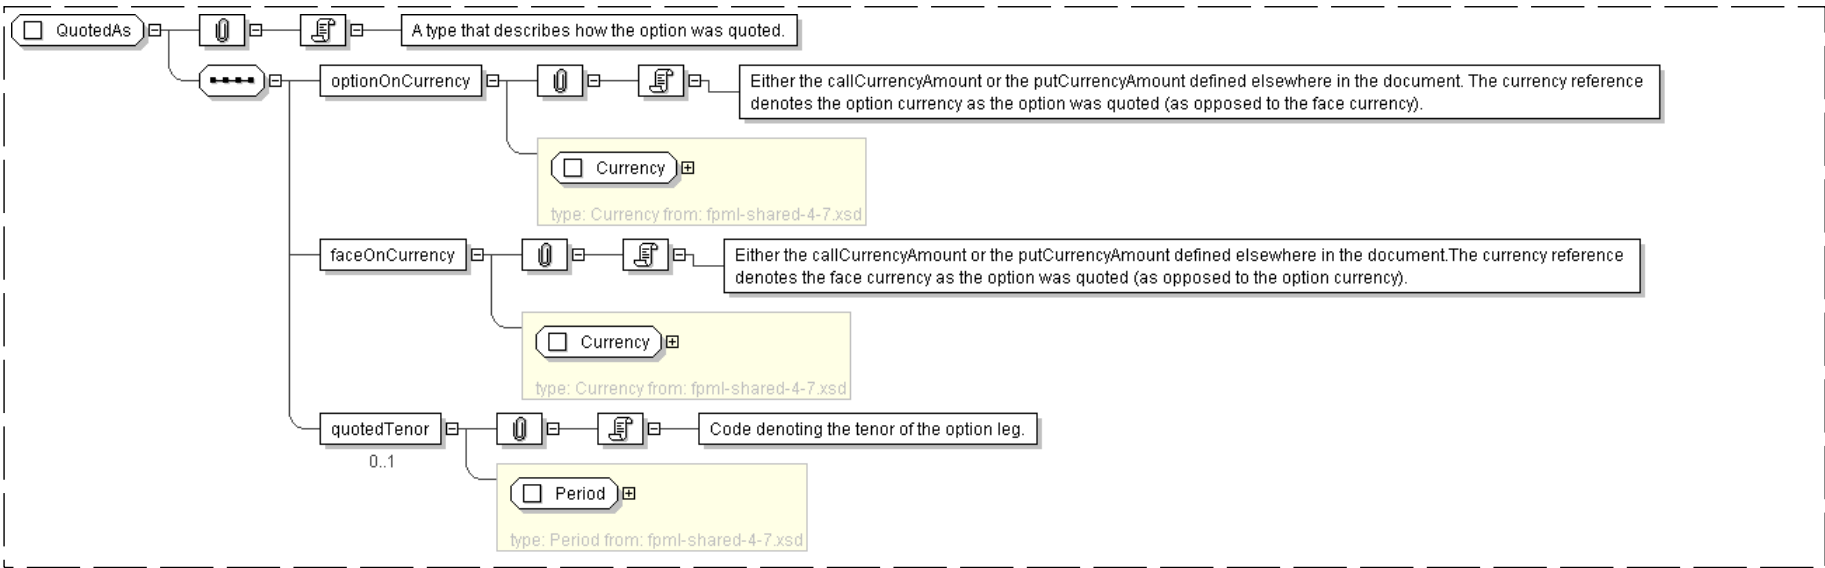 QuotedAs
A type that describes how the option was quoted.
optionOnCurrency
Either the callCurrencyAmount or the putCurrencyAmount defined elsewhere in the document. The currency reference
denotes the option currency as the option was quoted (as opposed to the face currency).
Currency
type: Currency from: fpml-shared-4-7.xsd
faceOnCurrency
Either the callCurrencyAmount or the putCurrencyAmount defined elsewhere in the document.The currency reference
denotes the face currency as the option was quoted (as opposed to the option currency).
Currency
type: Currency from: fpml-shared-4-7.xsd
quotedTenor
Code denoting the tenor of the option leg.
0..1
Period
type: Period from: fpml-shared-4-7.xsd